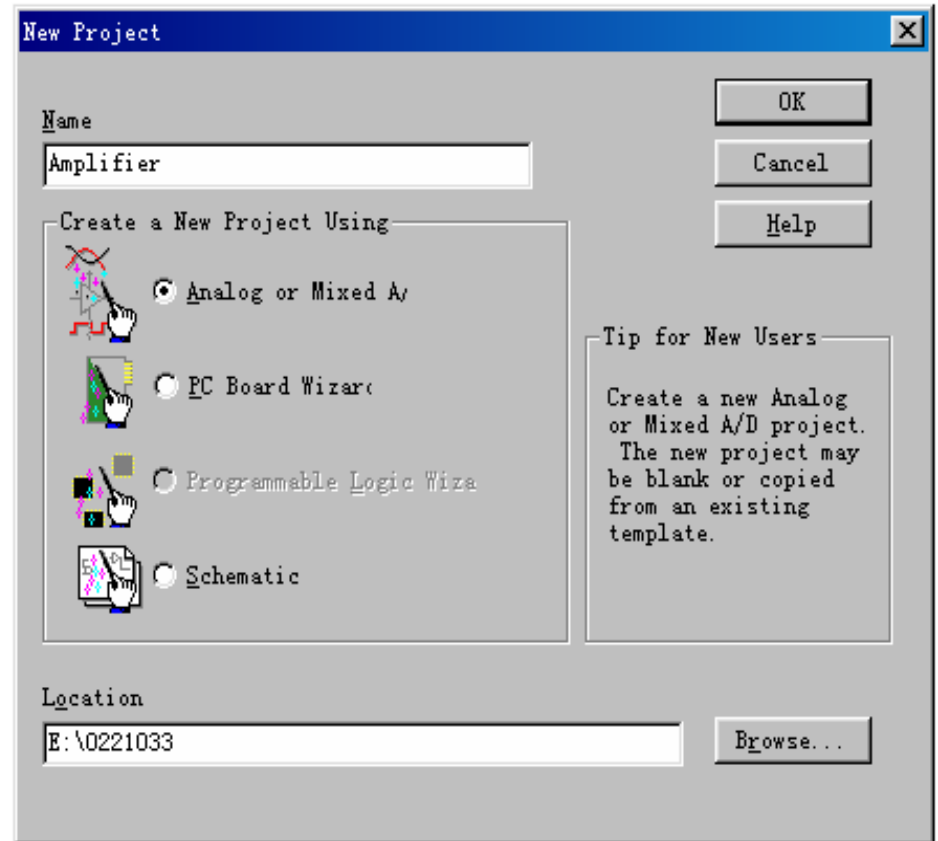 New Project
Name
OK
Amplifier
Cancel
Help
Create a New Project Using
Analog or Mixed A/
PC Board Wizard
Programmable Logic Wiza
Schematic
Tip for New Users
Create a new Analog
or Mixed A/D project.
The new project may
be blank or copied
from an existing
template.
Location
E:\0221033
Browse...